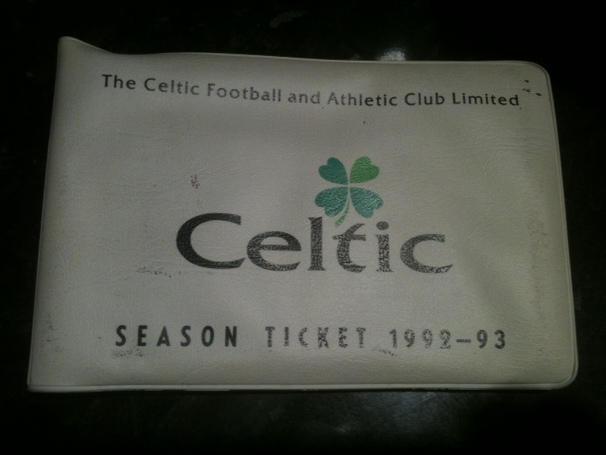 The Celtic Football and Athletic Club Limited
Celtic
SEASON TICKET 1992-93